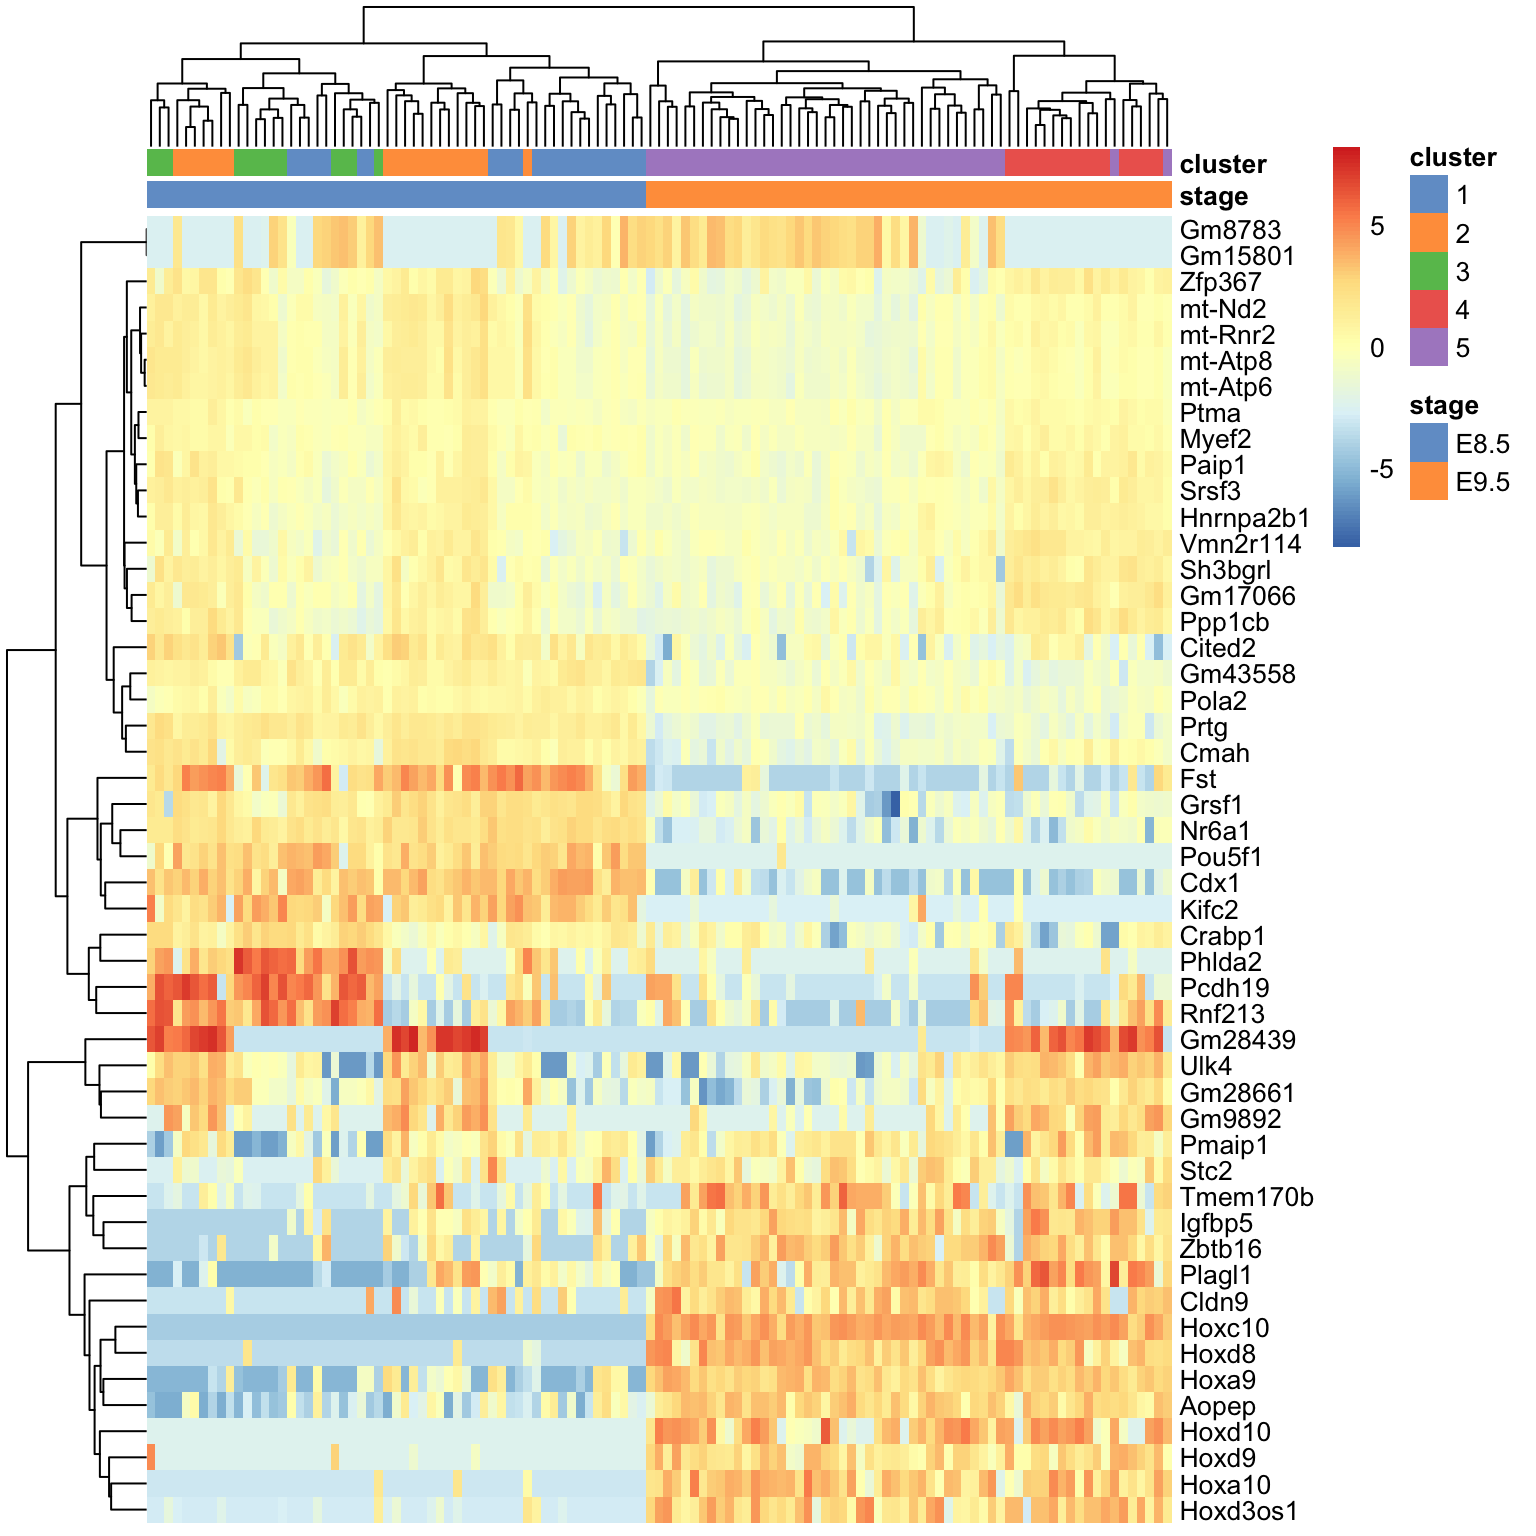 cluster
stage
Gm8783
Gm15801
Zfp367
mt-Nd2
mt-Rnr2
mt-Atp8
mt-Atp6
Ptma
Myef2
Paip1
Srsf3
Hnrnpa2b1
Vmn2r114
Sh3bgrl
Gm17066
Ppp1cb
Cited2
Gm43558
Pola2
Prtg
Cmah
Fst
Grsf1
Nr6a1
Pou5f1
Cdx1
Kifc2
Crabp1
Phlda2
Pcdh19
Rnf213
Gm28439
Ulk4
Gm28661
Gm9892
Pmaip1
Stc2
Tmem170b
Igfbp5
Zbtb16
Plagl1
Cldn9
Hoxc10
Hoxd8
Hoxa9
Aopep
Hoxd10
Hoxd9
Hoxa10
Hoxd3os1
5
0
-5
cluster
1
2
3
4
5
stage
E8.5
E9.5